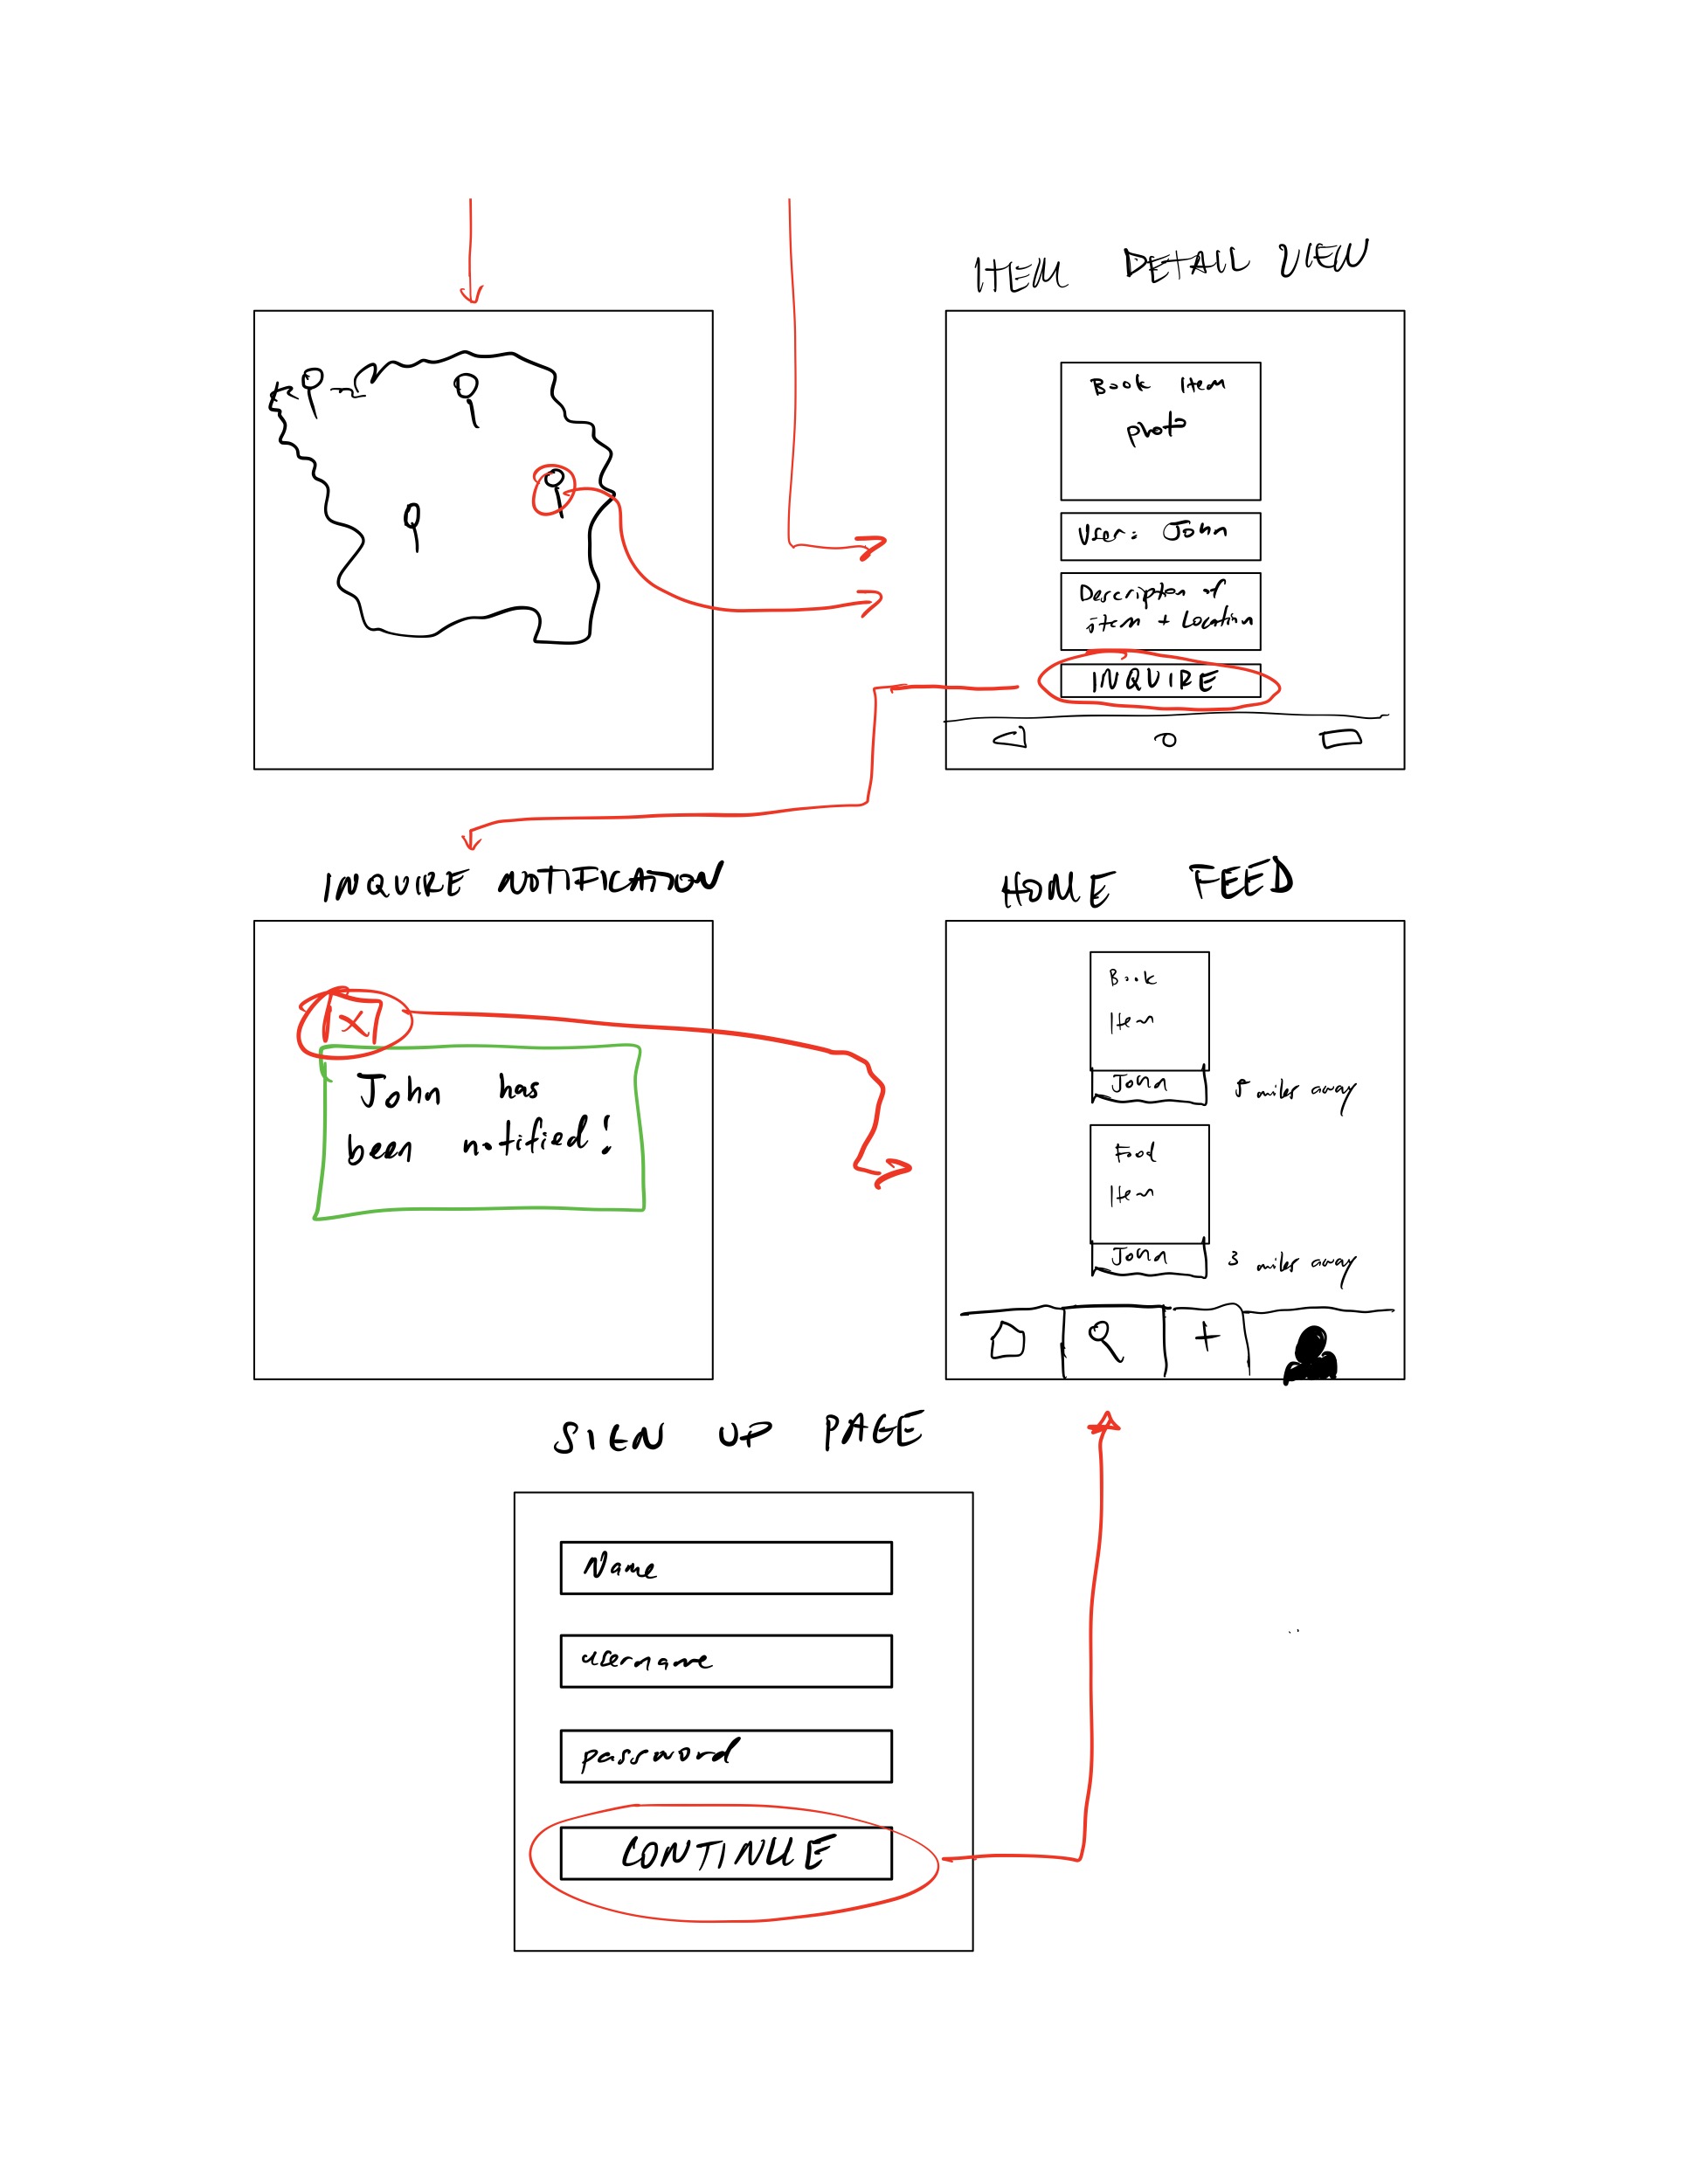 ITEM DETAIL VIEW
Book Item
photo
User: John
Description of
item + Location
INQUIRE
INQUIRE NOTIFICATION
X
John has
been notified!
HOME FEED
Book
Item
John
5 miles away
Food
Item
John
3 miles away
+
SIGN UP PAGE
Name
username
password
CONTINUE